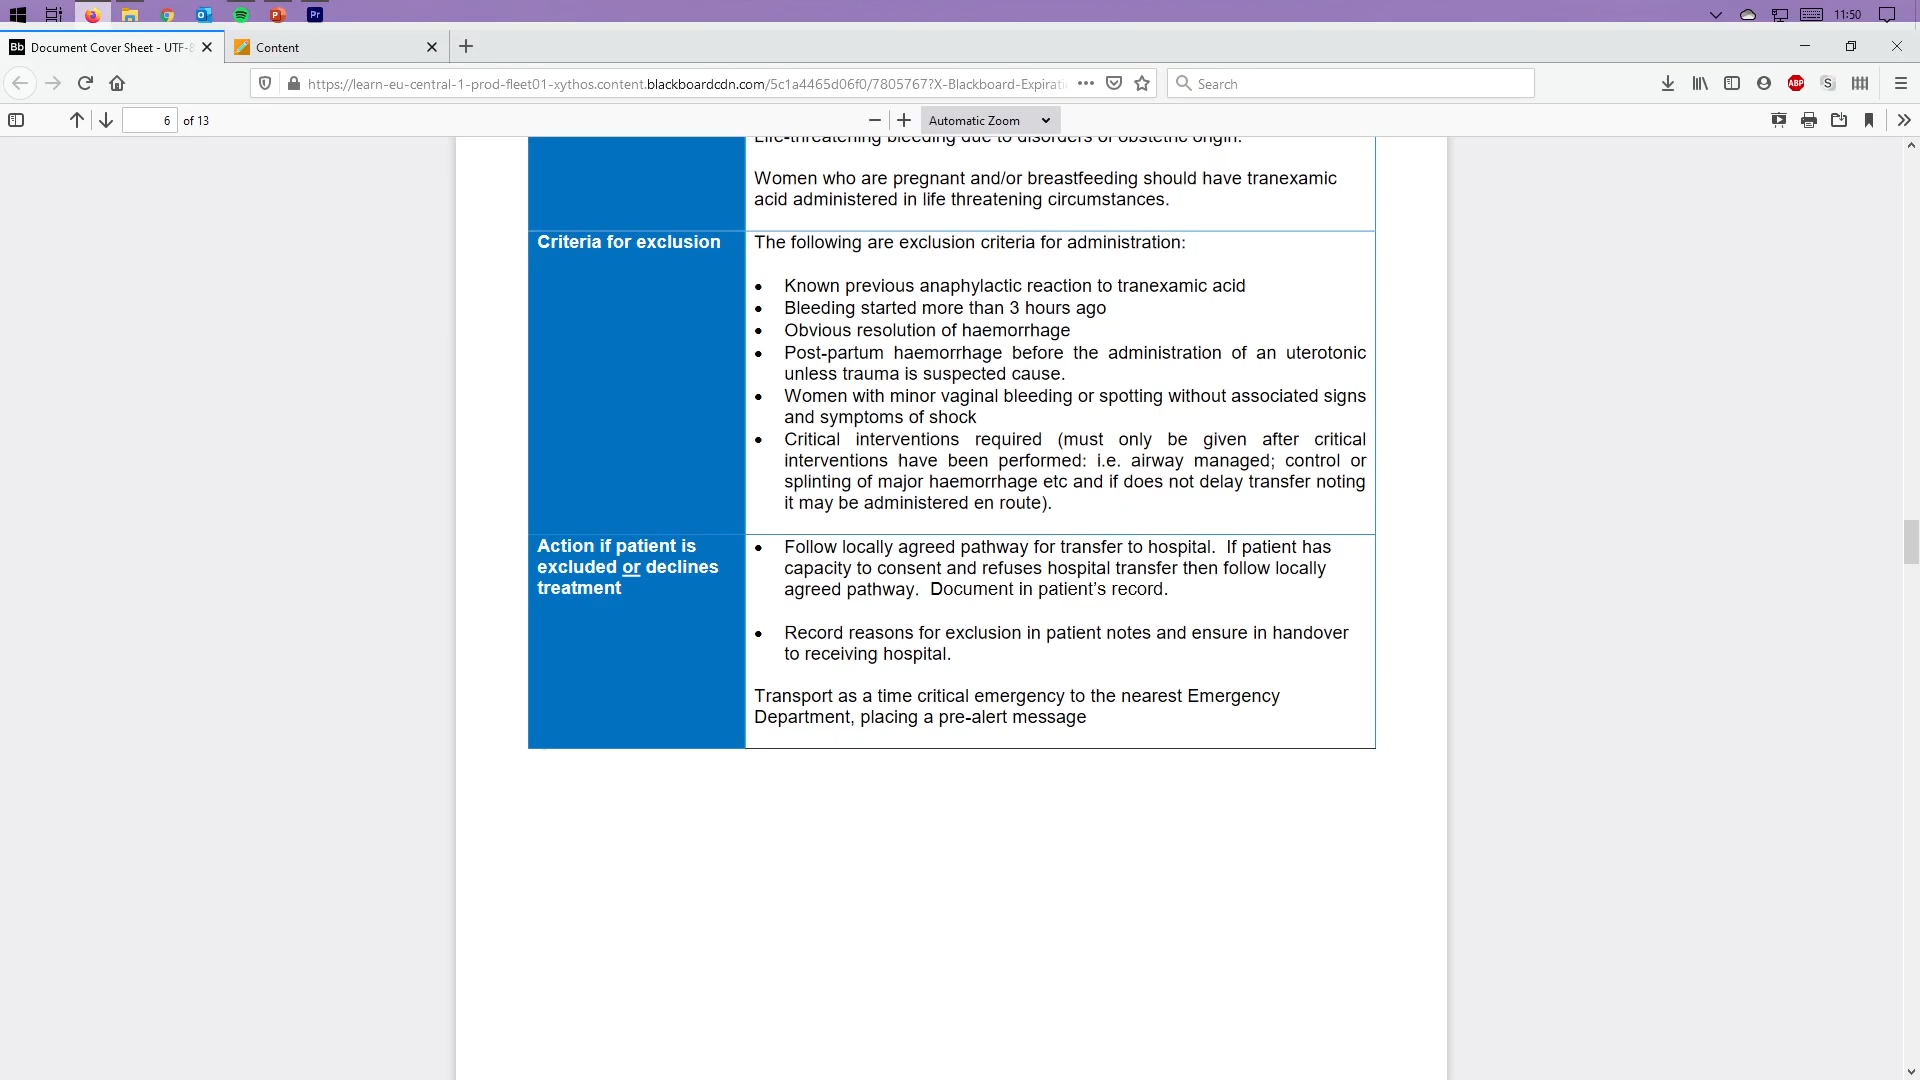 11:50
Document Cover Sheet - UTF-8
Content
https://learn-eu-central-1-prod-fleet01-xythos.content.blackboardcdn.com/5c1a4465d06f0/7805767?X-Blackboard-Expirati
Search
6 of 13
Automatic Zoom
Life-threatening bleeding due to disorders of obstetric origin.
Women who are pregnant and/or breastfeeding should have tranexamic
acid administered in life threatening circumstances.
Criteria for exclusion
The following are exclusion criteria for administration:
• Known previous anaphylactic reaction to tranexamic acid
• Bleeding started more than 3 hours ago
• Obvious resolution of haemorrhage
• Post-partum haemorrhage before the administration of an uterotonic
unless trauma is suspected cause.
• Women with minor vaginal bleeding or spotting without associated signs
and symptoms of shock
• Critical interventions required (must only be given after critical
interventions have been performed: i.e. airway managed; control or
splinting of major haemorrhage etc and if does not delay transfer noting
it may be administered en route).
Action if patient is
excluded or declines
treatment
• Follow locally agreed pathway for transfer to hospital. If patient has
capacity to consent and refuses hospital transfer then follow locally
agreed pathway. Document in patient’s record.
• Record reasons for exclusion in patient notes and ensure in handover
to receiving hospital.
Transport as a time critical emergency to the nearest Emergency
Department, placing a pre-alert message